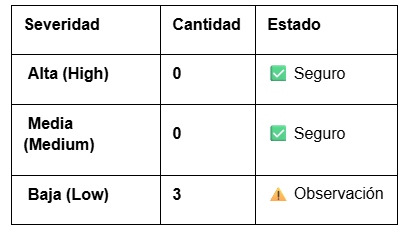 Severidad Cantidad Estado
Alta (High) 0 ✅ Seguro
Media
(Medium) 0 ✅ Seguro
Baja (Low) 3 ⚠️ Observación